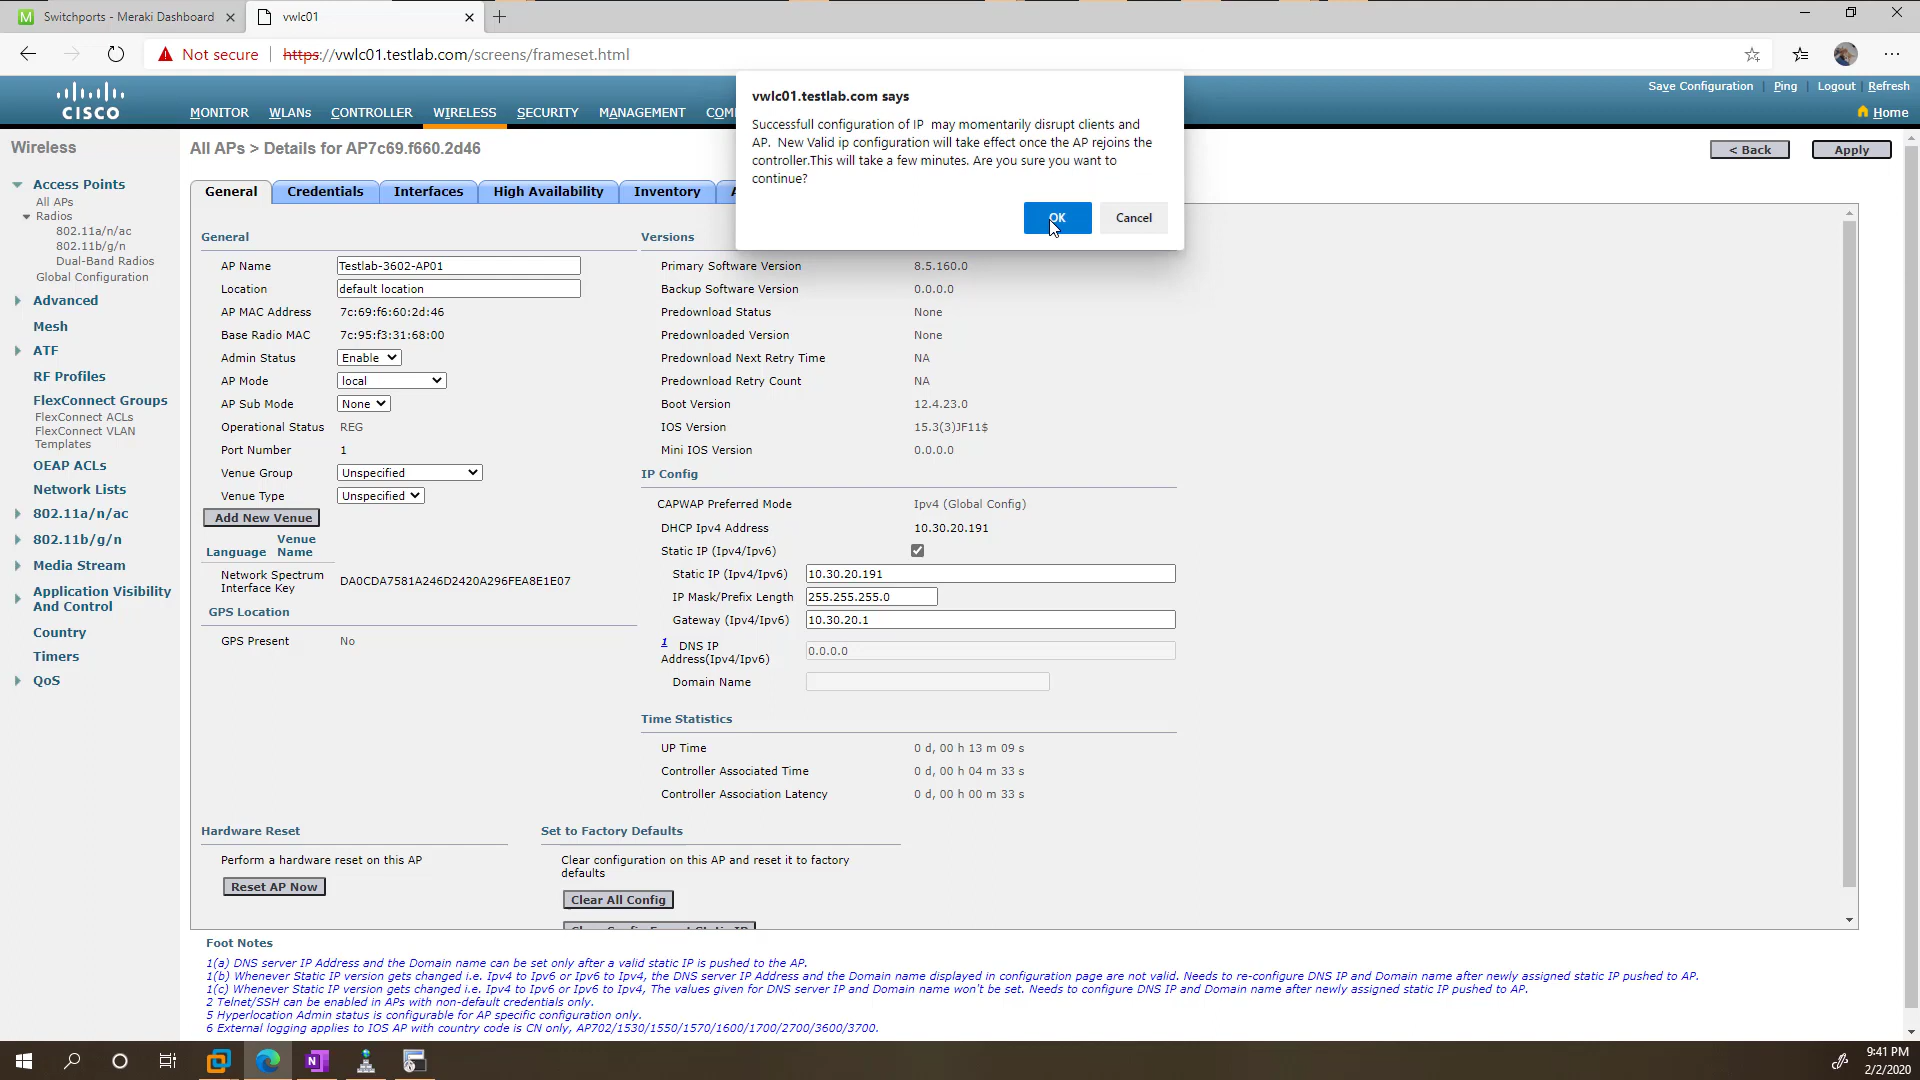 Switchports - Meraki Dashboard
vwlc01
Not secure
https://vwlc01.testlab.com/screens/frameset.html
vwlc01.testlab.com says
Successfull configuration of IP may momentarily disrupt clients and
AP. New Valid ip configuration will take effect once the AP rejoins the
controller.This will take a few minutes. Are you sure you want to
continue?
OK
Cancel
CISCO
MONITOR WLANs CONTROLLER WIRELESS SECURITY MANAGEMENT
Save Configuration Ping Logout Refresh
Home
Wireless
Access Points
All APs
Radios
802.11a/n/ac
802.11b/g/n
Dual-Band Radios
Global Configuration
Advanced
Mesh
ATF
RF Profiles
FlexConnect Groups
FlexConnect ACLs
FlexConnect VLAN
Templates
OEAP ACLs
Network Lists
802.11a/n/ac
802.11b/g/n
Media Stream
Application Visibility
And Control
Country
Timers
QoS
All APs > Details for AP7c69.f660.2d46
< Back
Apply
General Credentials Interfaces High Availability Inventory
General
AP Name Testlab-3602-AP01
Location default location
AP MAC Address 7c:69:f6:60:2d:46
Base Radio MAC 7c:95:f3:31:68:00
Admin Status Enable
AP Mode local
AP Sub Mode None
Operational Status REG
Port Number 1
Venue Group Unspecified
Venue Type Unspecified
Add New Venue
Language Venue
Name
Network Spectrum
Interface Key DA0CDA7581A246D2420A296FEA8E1E07
GPS Location
GPS Present No
Versions
Primary Software Version 8.5.160.0
Backup Software Version 0.0.0.0
Predownload Status None
Predownloaded Version None
Predownload Next Retry Time NA
Predownload Retry Count NA
Boot Version 12.4.23.0
IOS Version 15.3(3)JF11$
Mini IOS Version 0.0.0.0
IP Config
CAPWAP Preferred Mode Ipv4 (Global Config)
DHCP Ipv4 Address 10.30.20.191
Static IP (Ipv4/Ipv6)
Static IP (Ipv4/Ipv6) 10.30.20.191
IP Mask/Prefix Length 255.255.255.0
Gateway (Ipv4/Ipv6) 10.30.20.1
1 DNS IP
Address(Ipv4/Ipv6) 0.0.0.0
Domain Name
Time Statistics
UP Time 0 d, 00 h 13 m 09 s
Controller Associated Time 0 d, 00 h 04 m 33 s
Controller Association Latency 0 d, 00 h 00 m 33 s
Hardware Reset
Perform a hardware reset on this AP
Reset AP Now
Set to Factory Defaults
Clear configuration on this AP and reset it to factory
defaults
Clear All Config
Foot Notes
1(a) DNS server IP Address and the Domain name can be set only after a valid static IP is pushed to the AP.
1(b) Whenever Static IP version gets changed i.e. Ipv4 to Ipv6 or Ipv6 to Ipv4, the DNS server IP Address and the Domain name displayed in configuration page are not valid. Needs to re-configure DNS IP and Domain name after newly assigned static IP pushed to AP.
1(c) Whenever Static IP version gets changed i.e. Ipv4 to Ipv6 or Ipv6 to Ipv4, The values given for DNS server IP and Domain name won't be set. Needs to configure DNS IP and Domain name after newly assigned static IP pushed to AP.
2 Telnet/SSH can be enabled in APs with non-default credentials only.
5 Hyperlocation Admin status is configurable for AP specific configuration only.
6 External logging applies to IOS AP with country code is CN only, AP702/1530/1550/1570/1600/1700/2700/3600/3700.
9:41 PM
2/2/2020